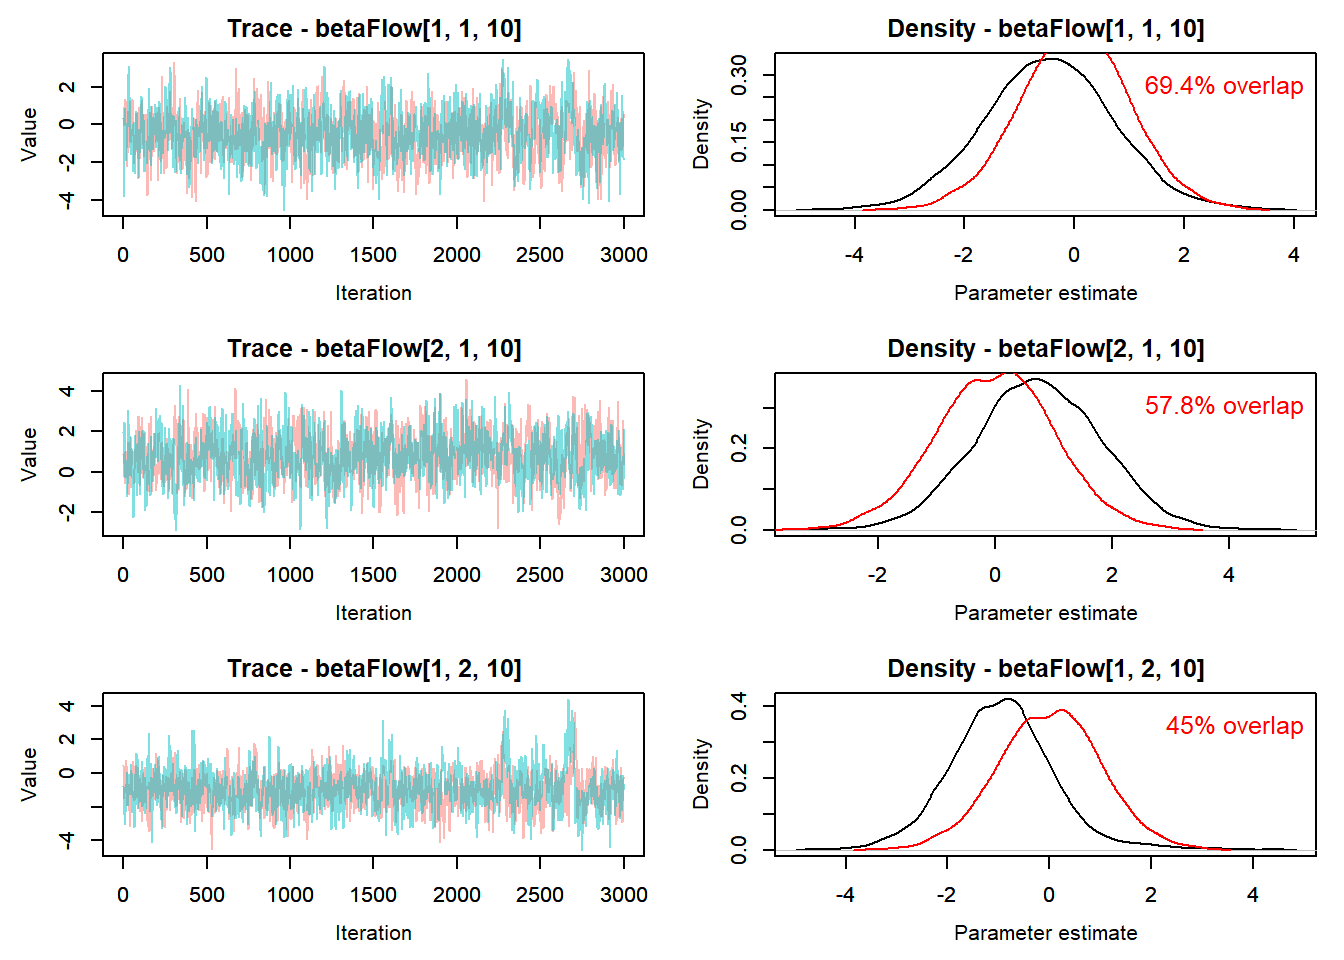 Trace - betaFlow[1, 1, 10]
Value
2
0
-2
-4
0 500 1000 1500 2000 2500 3000
Iteration
Density - betaFlow[1, 1, 10]
69.4% overlap
Density
0.30
0.15
0.00
-4 -2 0 2 4
Parameter estimate
Trace - betaFlow[2, 1, 10]
Value
4
2
0
-2
0 500 1000 1500 2000 2500 3000
Iteration
Density - betaFlow[2, 1, 10]
57.8% overlap
Density
0.2
0.0
-2 0 2 4
Parameter estimate
Trace - betaFlow[1, 2, 10]
Value
4
2
0
-4
0 500 1000 1500 2000 2500 3000
Iteration
Density - betaFlow[1, 2, 10]
45% overlap
Density
0.4
0.2
0.0
-4 -2 0 2 4
Parameter estimate